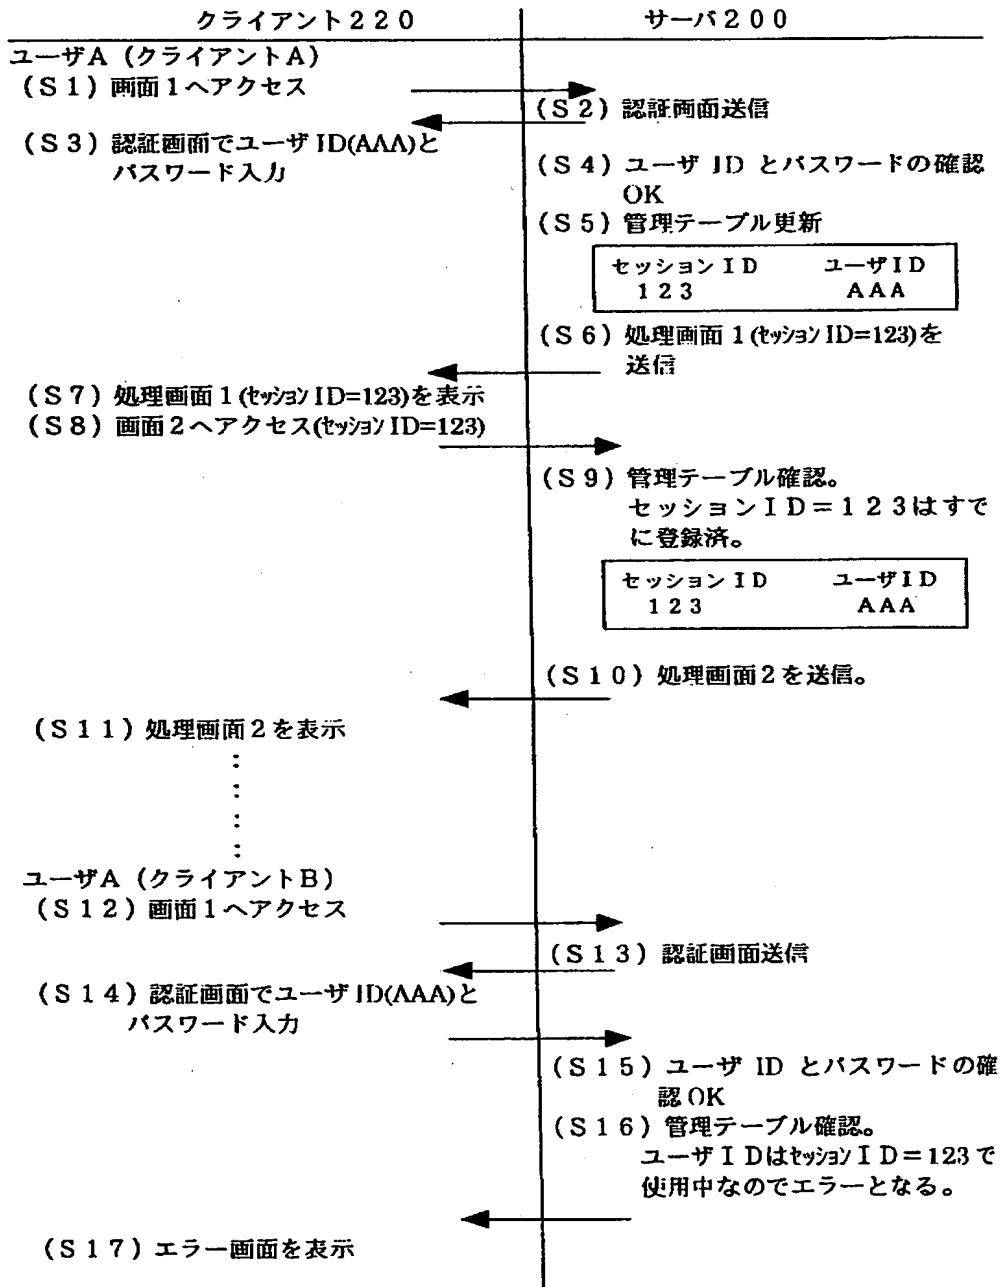 クライアント220 サーバ200
ユーザA(クライアントA)
(S1)画面1へアクセス
(S2)認証画面送信
(S3)認証画面でユーザID(AAA)と
パスワード入力
(S4)ユーザ ID とパスワードの確認
OK
(S5)管理テーブル更新
セッションID ユーザID
123 AAA
(S6)処理画面1(セッションID=123)を
送信
(S7)処理画面1(セッションID=123)を表示
(S8)画面2へアクセス(セッションID=123)
(S9)管理テーブル確認。
セッションID=123はすで
に登録済。
セッションID ユーザID
123 AAA
(S10)処理画面2を送信。
(S11)処理画面2を表示
ユーザA(クライアントB)
(S12)画面1へアクセス
(S13)認証画面送信
(S14)認証画面でユーザID(AAA)と
パスワード入力
(S15)ユーザ ID とパスワードの確
認OK
(S16)管理テーブル確認。
ユーザIDはセッションID=123で
使用中なのでエラーとなる。
(S17)エラー画面を表示